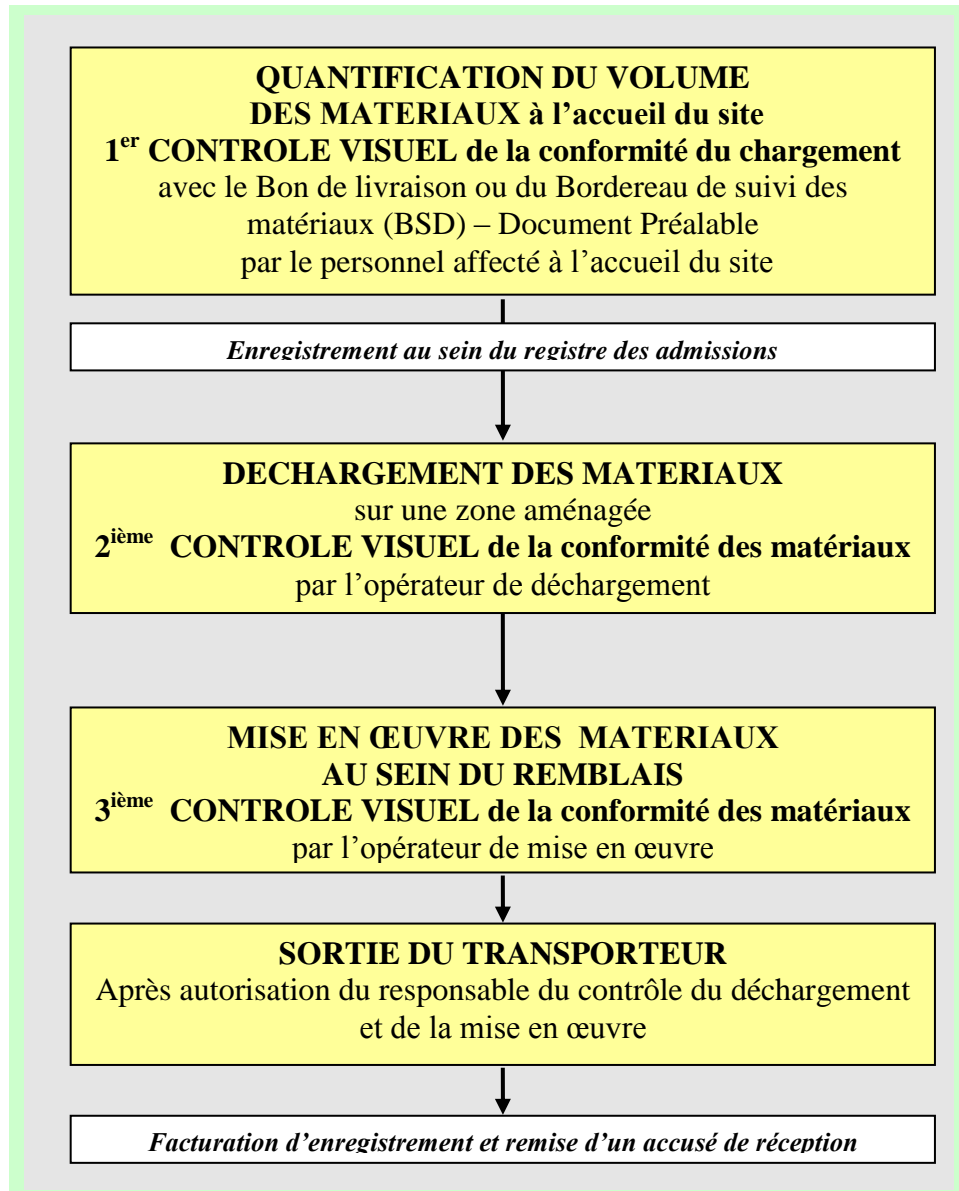 QUANTIFICATION DU VOLUME
DES MATERIAUX à l’accueil du site
1er CONTROLE VISUEL de la conformité du chargement
avec le Bon de livraison ou du Bordereau de suivi des
matériaux (BSD) – Document Préalable
par le personnel affecté à l’accueil du site
Enregistrement au sein du registre des admissions
DECHARGEMENT DES MATERIAUX
sur une zone aménagée
2ième CONTROLE VISUEL de la conformité des matériaux
par l’opérateur de déchargement
MISE EN ŒUVRE DES MATERIAUX
AU SEIN DU REMBLAIS
3ième CONTROLE VISUEL de la conformité des matériaux
par l’opérateur de mise en œuvre
SORTIE DU TRANSPORTEUR
Après autorisation du responsable du contrôle du déchargement
et de la mise en œuvre
Facturation d’enregistrement et remise d’un accusé de réception